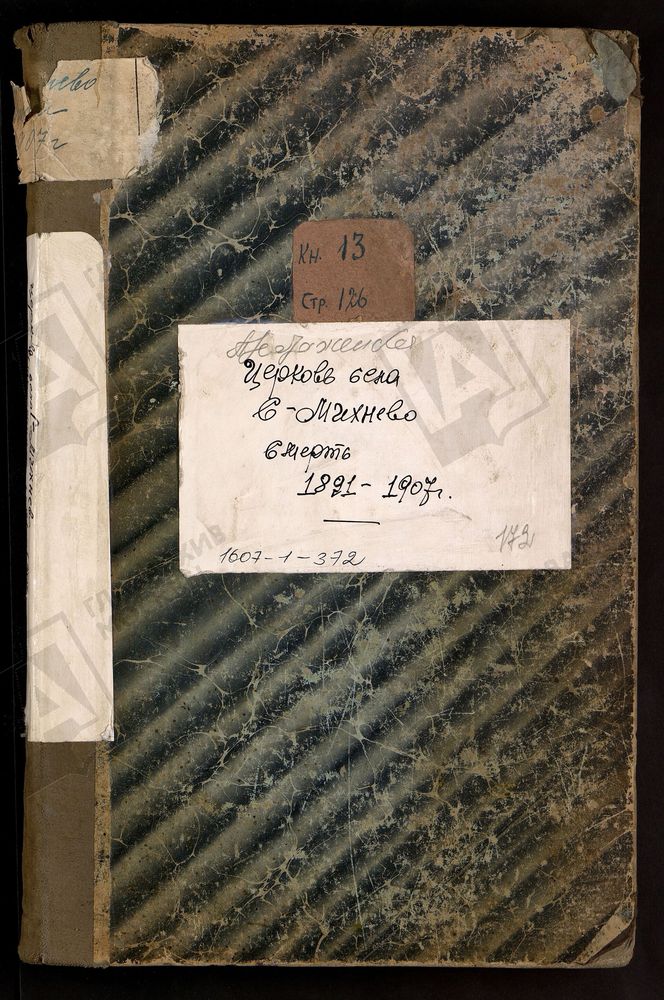 г
Кн. 13
Стр. 126
Церковь села
С-Михнево
Смерть
1891-1907г.
1607-1-372
172